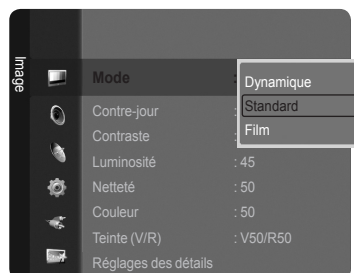 Image
Mode :
Dynamique
Standard
Film
Contre-jour :
Contraste :
Luminosité : 45
Netteté : 50
Couleur : 50
Teinte (V/R) : V50/R50
Réglages des détails